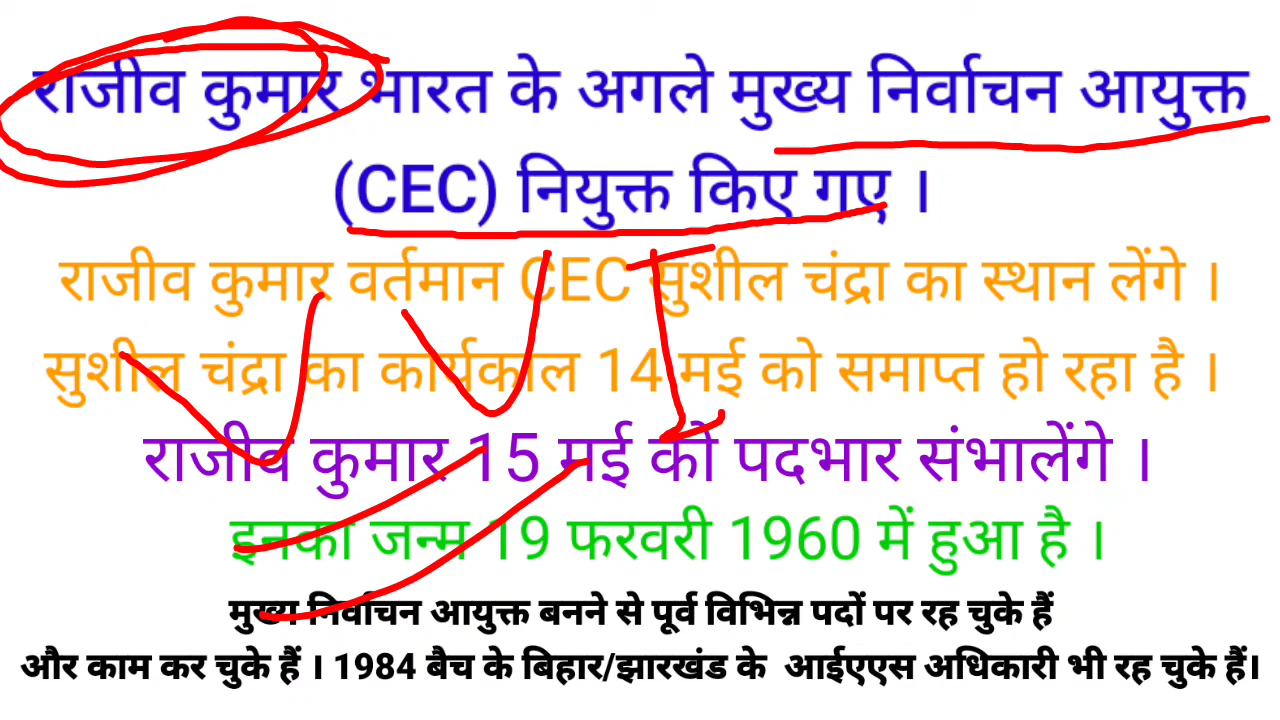 राजीव कुमार भारत के अगले मुख्य निर्वाचन आयुक्त
(CEC) नियुक्त किए गए ।
राजीव कुमार वर्तमान CEC सुशील चंद्रा का स्थान लेंगे ।
सुशील चंद्रा का कार्यकाल 14 मई को समाप्त हो रहा है ।
राजीव कुमार 15 मई को पदभार संभालेंगे ।
इनका जन्म 19 फरवरी 1960 में हुआ है ।
मुख्य निर्वाचन आयुक्त बनने से पूर्व विभिन्न पदों पर रह चुके हैं
और काम कर चुके हैं । 1984 बैच के बिहार/झारखंड के आईएएस अधिकारी भी रह चुके हैं।